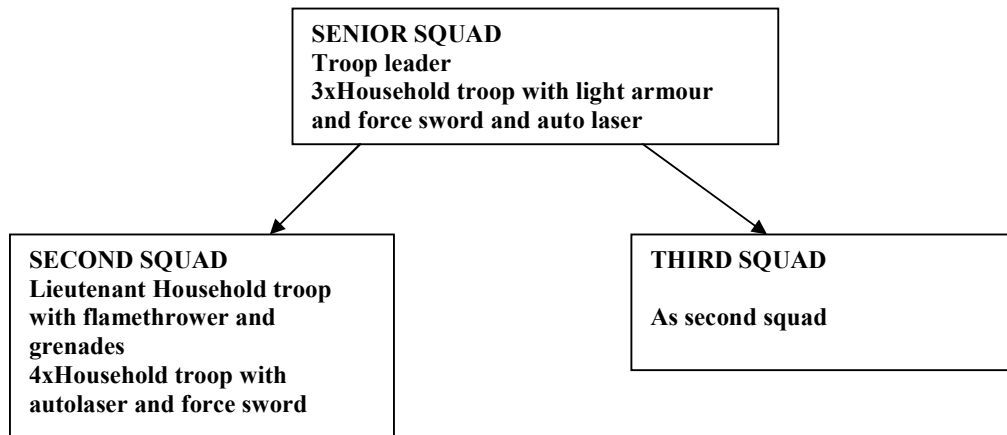 SENIOR SQUAD
Troop leader
3xHousehold troop with light armour
and force sword and auto laser
SECOND SQUAD
Lieutenant Household troop
with flamethrower and
grenades
4xHousehold troop with
autolaser and force sword
THIRD SQUAD
As second squad